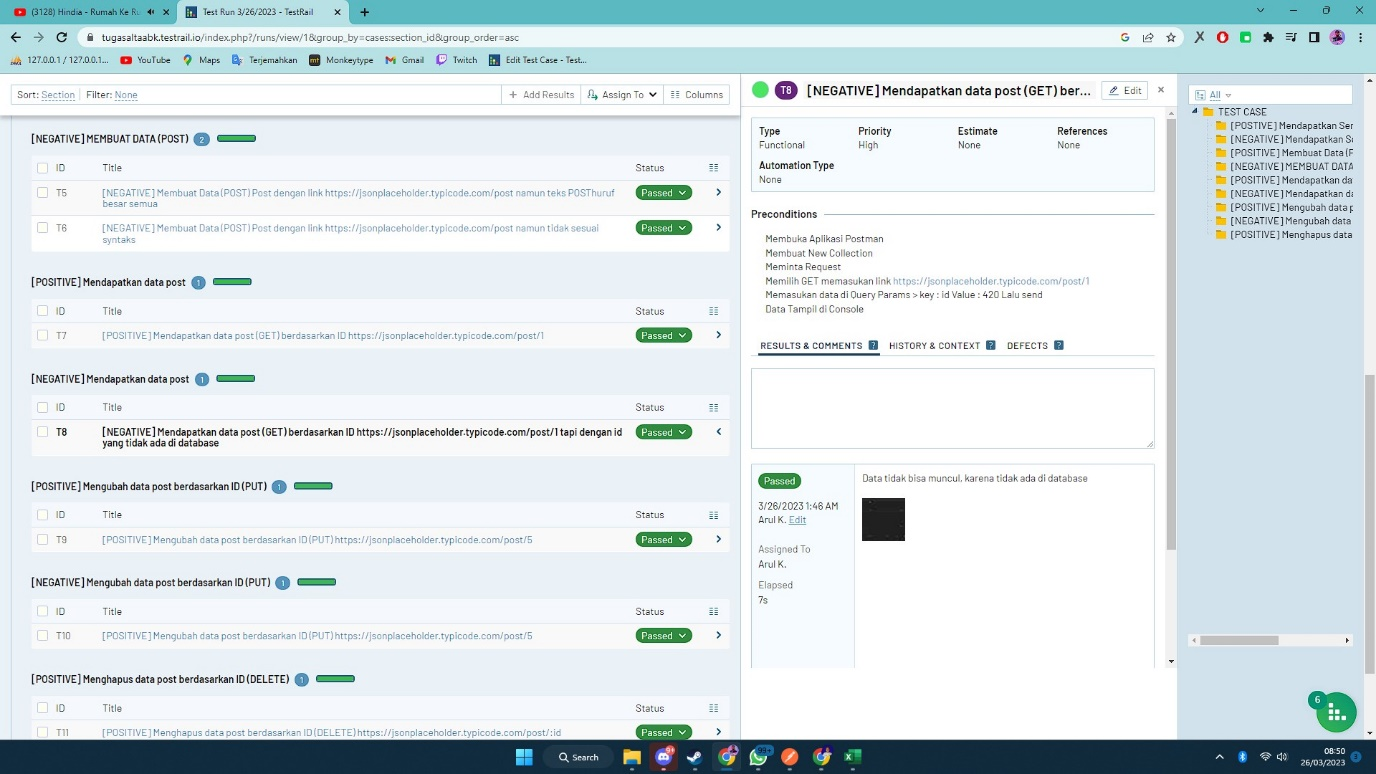 (3128) Hindia - Rumah Ke Ru
Test Run 3/26/2023 - TestRail
tugasaltaabk.testrail.io/index.php?/runs/view/1&group_by=cases:section_id&group_order=asc
127.0.0.1 / 127.0.0.1...
YouTube
Maps
Terjemahkan
Monkeytype
Gmail
Twitch
Edit Test Case - Test...
Sort: Section Filter: None
Add Results
Assign To
Columns
[NEGATIVE] MEMBUAT DATA (POST) 2
ID Title Status
T5 [NEGATIVE] Membuat Data (POST) Post dengan link https://jsonplaceholder.typicode.com/post namun teks POSThuruf
besar semua
Passed
T6 [NEGATIVE] Membuat Data (POST) Post dengan link https://jsonplaceholder.typicode.com/post namun tidak sesuai
syntaks
Passed
[POSITIVE] Mendapatkan data post 1
ID Title Status
T7 [POSITIVE] Mendapatkan data post (GET) berdasarkan ID https://jsonplaceholder.typicode.com/post/1 Passed
[NEGATIVE] Mendapatkan data post 1
ID Title Status
T8 [NEGATIVE] Mendapatkan data post (GET) berdasarkan ID https://jsonplaceholder.typicode.com/post/1 tapi dengan id
yang tidak ada di database
Passed
[POSITIVE] Mengubah data post berdasarkan ID (PUT) 1
ID Title Status
T9 [POSITIVE] Mengubah data post berdasarkan ID (PUT) https://jsonplaceholder.typicode.com/post/5 Passed
[NEGATIVE] Mengubah data post berdasarkan ID (PUT) 1
ID Title Status
T10 [POSITIVE] Mengubah data post berdasarkan ID (PUT) https://jsonplaceholder.typicode.com/post/5 Passed
[POSITIVE] Menghapus data post berdasarkan ID (DELETE) 1
ID Title Status
T11 [POSITIVE] Menghapus data post berdasarkan ID (DELETE) https://jsonplaceholder.typicode.com/post/:id Passed
T8 [NEGATIVE] Mendapatkan data post (GET) ber...
Edit
Type Priority Estimate References
Functional High None None
Automation Type
None
Preconditions
Membuka Aplikasi Postman
Membuat New Collection
Meminta Request
Memilih GET memasukan link https://jsonplaceholder.typicode.com/post/1
Memasukan data di Query Params > key : id Value : 420 Lalu send
Data Tampil di Console
RESULTS & COMMENTS ? HISTORY & CONTEXT ? DEFECTS ?
Passed
Data tidak bisa muncul, karena tidak ada di database
3/26/2023 1:46 AM
Arul K. Edit
Assigned To
Arul K.
Elapsed
7s
All
TEST CASE
[POSTIVE] Mendapatkan Ser
[NEGATIVE] Mendapatkan S
[POSITIVE] Membuat Data (F
[NEGATIVE] MEMBUAT DATA
[POSITIVE] Mendapatkan da
[NEGATIVE] Mendapatkan da
[POSITIVE] Mengubah data p
[NEGATIVE] Mengubah data
[POSITIVE] Menghapus data
6
Search
99+
08:50
26/03/2023
3